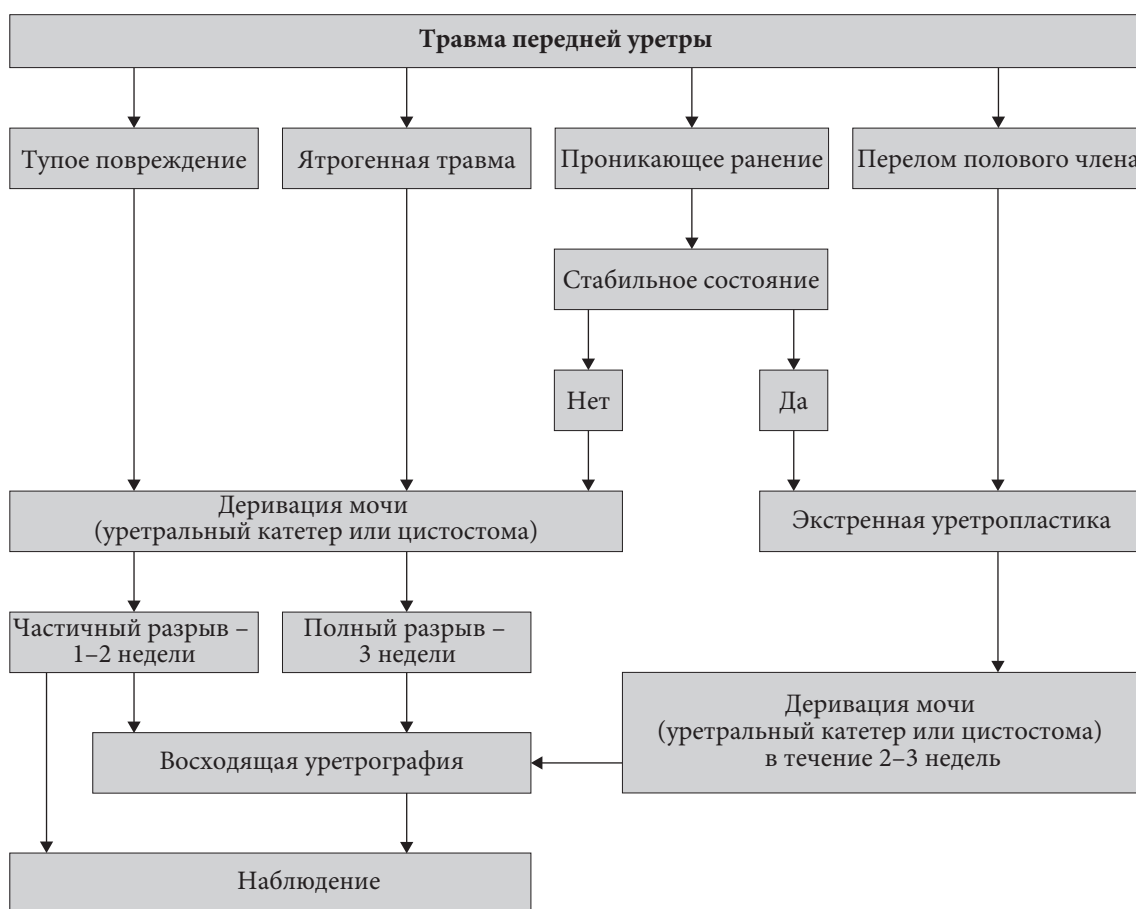 Травма передней уретры
Тупое повреждение
Ятрогенная травма
Проникающее ранение
Перелом полового члена
Стабильное состояние
Нет
Да
Деривация мочи
(уретральный катетер или цистостома)
Экстренная уретропластика
Частичный разрыв –
1–2 недели
Полный разрыв –
3 недели
Деривация мочи
(уретральный катетер или цистостома)
в течение 2–3 недель
Восходящая уретрография
Наблюдение